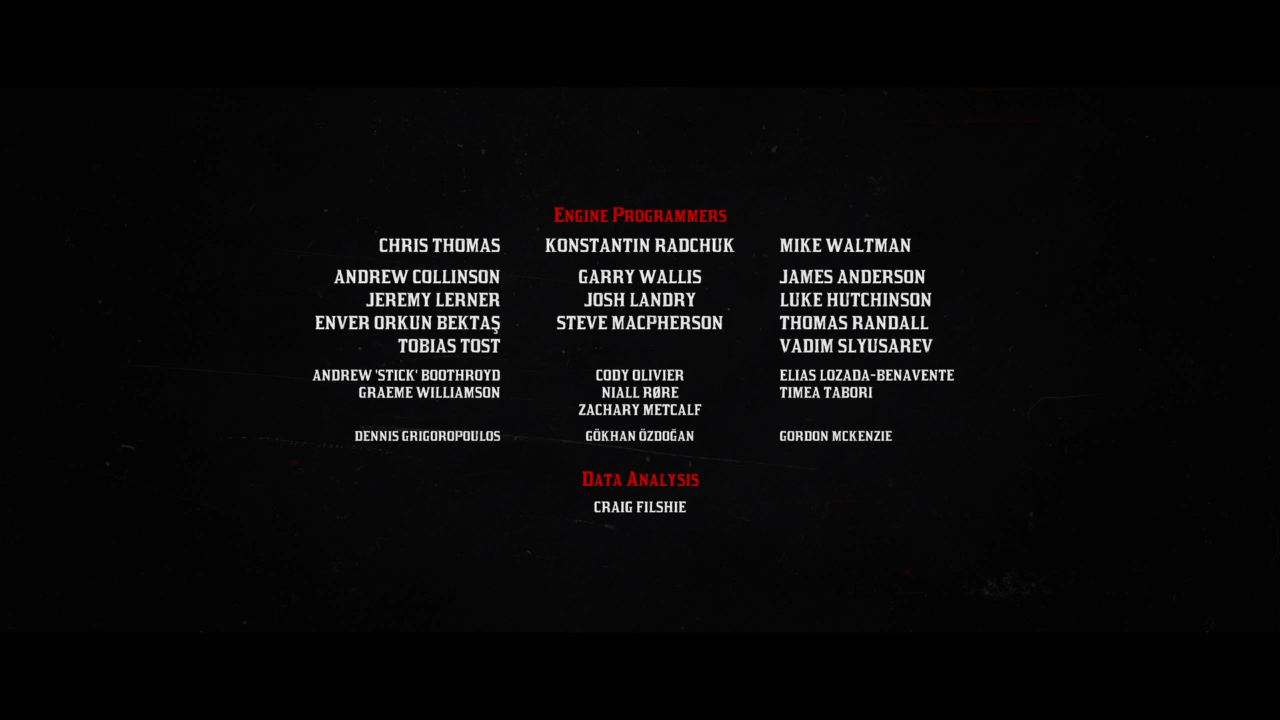 Engine Programmers
CHRIS THOMAS KONSTANTIN RADCHUK MIKE WALTMAN
ANDREW COLLINSON GARRY WALLIS JAMES ANDERSON
JEREMY LERNER JOSH LANDRY LUKE HUTCHINSON
ENVER ORKUN BEKTAŞ STEVE MACPHERSON THOMAS RANDALL
TOBIAS TOST VADIM SLYUSAREV
ANDREW 'STICK' BOOTHROYD CODY OLIVIER ELIAS LOZADA-BENAVENTE
GRAEME WILLIAMSON NIALL RØRE TIMEA TABORI
ZACHARY METCALF
DENNIS GRIGOROPOULOS GÖKHAN ÖZDOĞAN GORDON MCKENZIE
Data Analysis
CRAIG FILSHIE